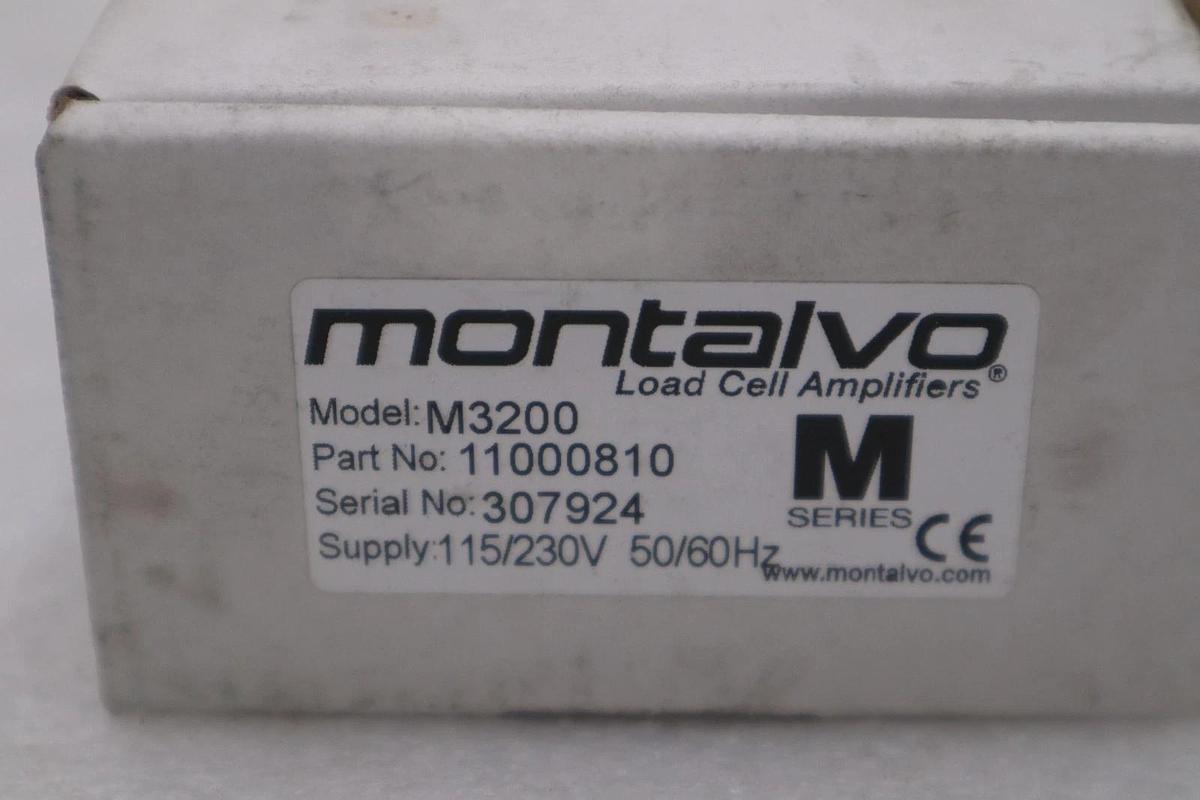 montalvo
Load Cell Amplifiers®
Model: M3200
Part No: 11000810
Serial No: 307924
Supply: 115/230V 50/60Hz
M
SERIES
CE
www.montalvo.com